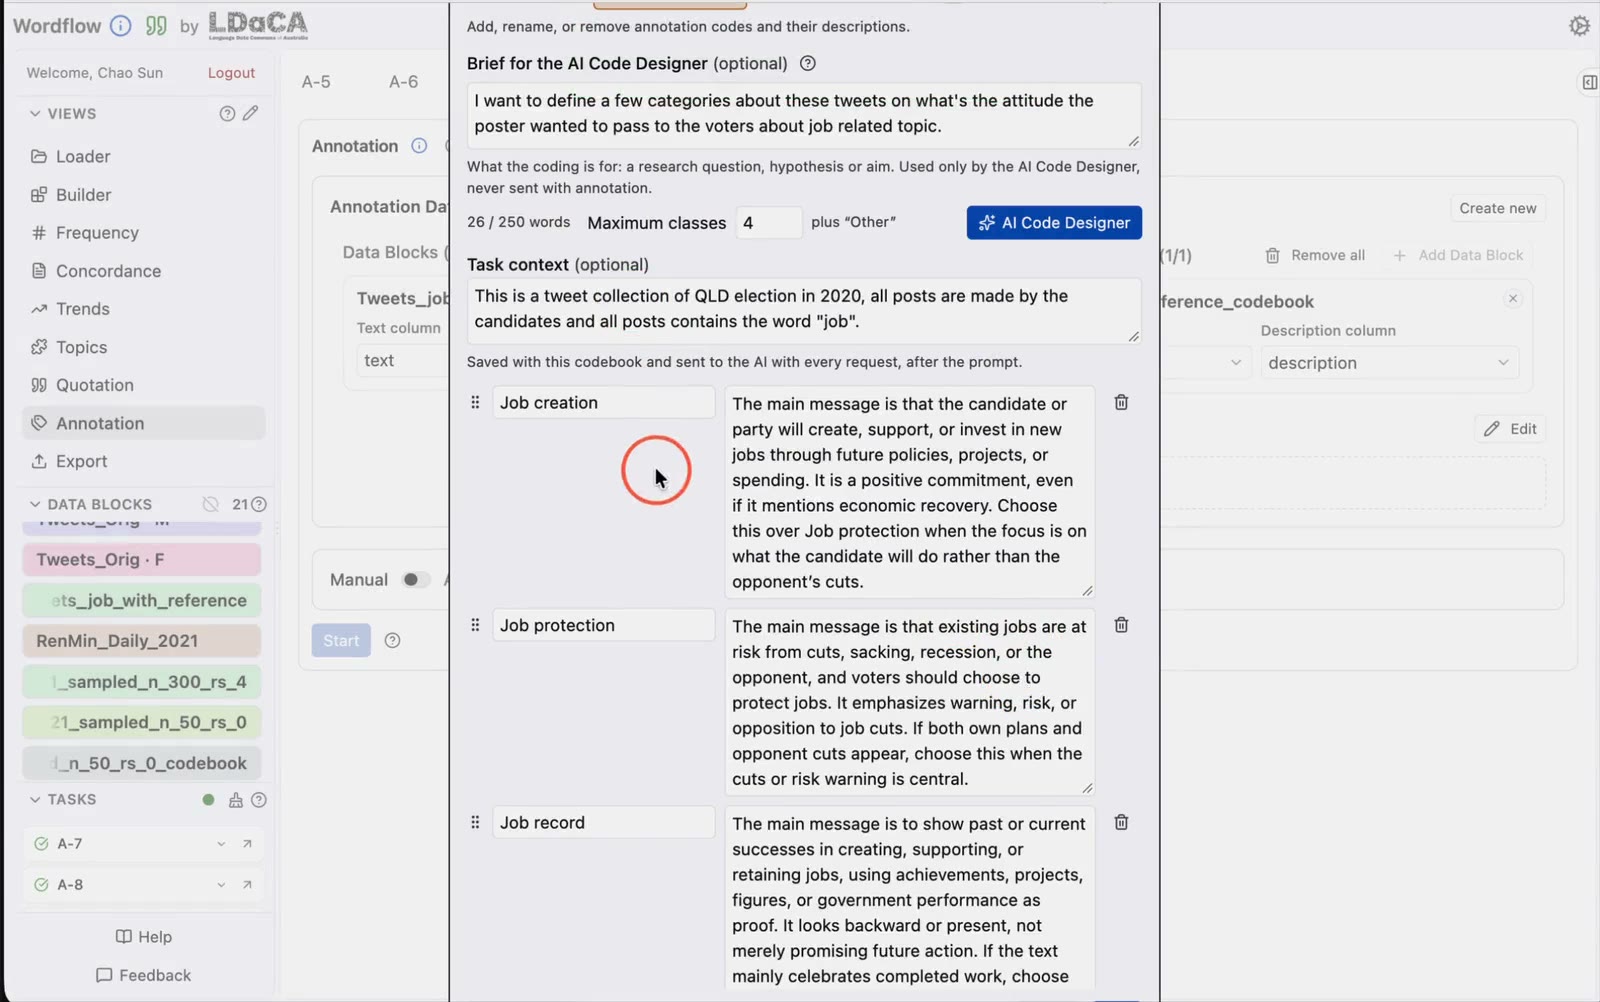 Wordflow by LDaCA
Language Data Commons of Australia
Welcome, Chao Sun Logout
VIEWS
Loader
Builder
Frequency
Concordance
Trends
Topics
Quotation
Annotation
Export
DATA BLOCKS 21
Tweets_Orig · M
Tweets_Orig · F
ets_job_with_reference
RenMin_Daily_2021
_sampled_n_300_rs_4
21_sampled_n_50_rs_0
_n_50_rs_0_codebook
TASKS
A-7
A-8
Help
Feedback
A-5 A-6
Annotation
Annotation Da
Data Blocks (
Tweets_job
Text column
text
Manual
Start
Add, rename, or remove annotation codes and their descriptions.
Brief for the AI Code Designer (optional)
I want to define a few categories about these tweets on what's the attitude the
poster wanted to pass to the voters about job related topic.
What the coding is for: a research question, hypothesis or aim. Used only by the AI Code Designer,
never sent with annotation.
26 / 250 words Maximum classes 4 plus “Other” AI Code Designer
Task context (optional)
This is a tweet collection of QLD election in 2020, all posts are made by the
candidates and all posts contains the word "job".
Saved with this codebook and sent to the AI with every request, after the prompt.
Job creation
The main message is that the candidate or
party will create, support, or invest in new
jobs through future policies, projects, or
spending. It is a positive commitment, even
if it mentions economic recovery. Choose
this over Job protection when the focus is on
what the candidate will do rather than the
opponent’s cuts.
Job protection
The main message is that existing jobs are at
risk from cuts, sacking, recession, or the
opponent, and voters should choose to
protect jobs. It emphasizes warning, risk, or
opposition to job cuts. If both own plans and
opponent cuts appear, choose this when the
cuts or risk warning is central.
Job record
The main message is to show past or current
successes in creating, supporting, or
retaining jobs, using achievements, projects,
figures, or government performance as
proof. It looks backward or present, not
merely promising future action. If the text
mainly celebrates completed work, choose
Create new
(1/1) Remove all Add Data Block
ference_codebook
Description column
description
Edit